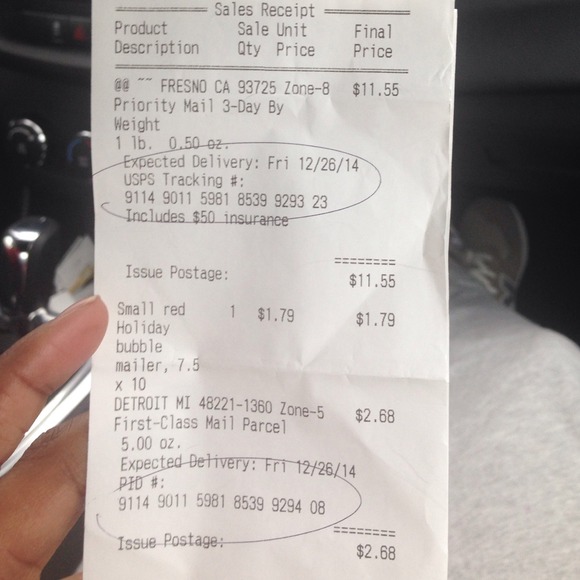 ========== Sales Receipt ==========
Product Sale Unit Final
Description Qty Price Price
@@ ~~ FRESNO CA 93725 Zone-8 $11.55
Priority Mail 3-Day By
Weight
1 lb. 0.50 oz.
Expected Delivery: Fri 12/26/14
USPS Tracking #:
9114 9011 5981 8539 9293 23
Includes $50 insurance
========
Issue Postage: $11.55
Small red 1 $1.79 $1.79
Holiday
bubble
mailer, 7.5
x 10
DETROIT MI 48221-1360 Zone-5 $2.68
First-Class Mail Parcel
5.00 oz.
Expected Delivery: Fri 12/26/14
PID #:
9114 9011 5981 8539 9294 08
========
Issue Postage: $2.68